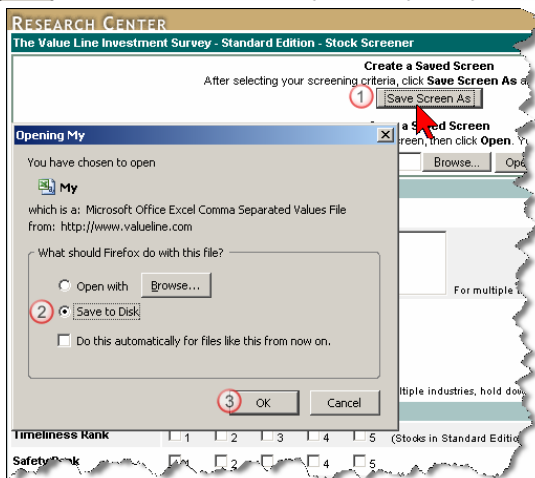 RESEARCH CENTER
The Value Line Investment Survey - Standard Edition - Stock Screener
Create a Saved Screen
After selecting your screening criteria, click Save Screen As
1 Save Screen As
a Saved Screen
screen, then click Open.
Browse...
Opening My
You have chosen to open
My
which is a: Microsoft Office Excel Comma Separated Values File
from: http://www.valueline.com
What should Firefox do with this file?
Open with Browse...
2 Save to Disk
Do this automatically for files like this from now on.
3 OK Cancel
For multiple
industries, hold
Timeliness Rank 1 2 3 4 5 (Stocks in Standard
Safety Rank 1 2 3 4 5